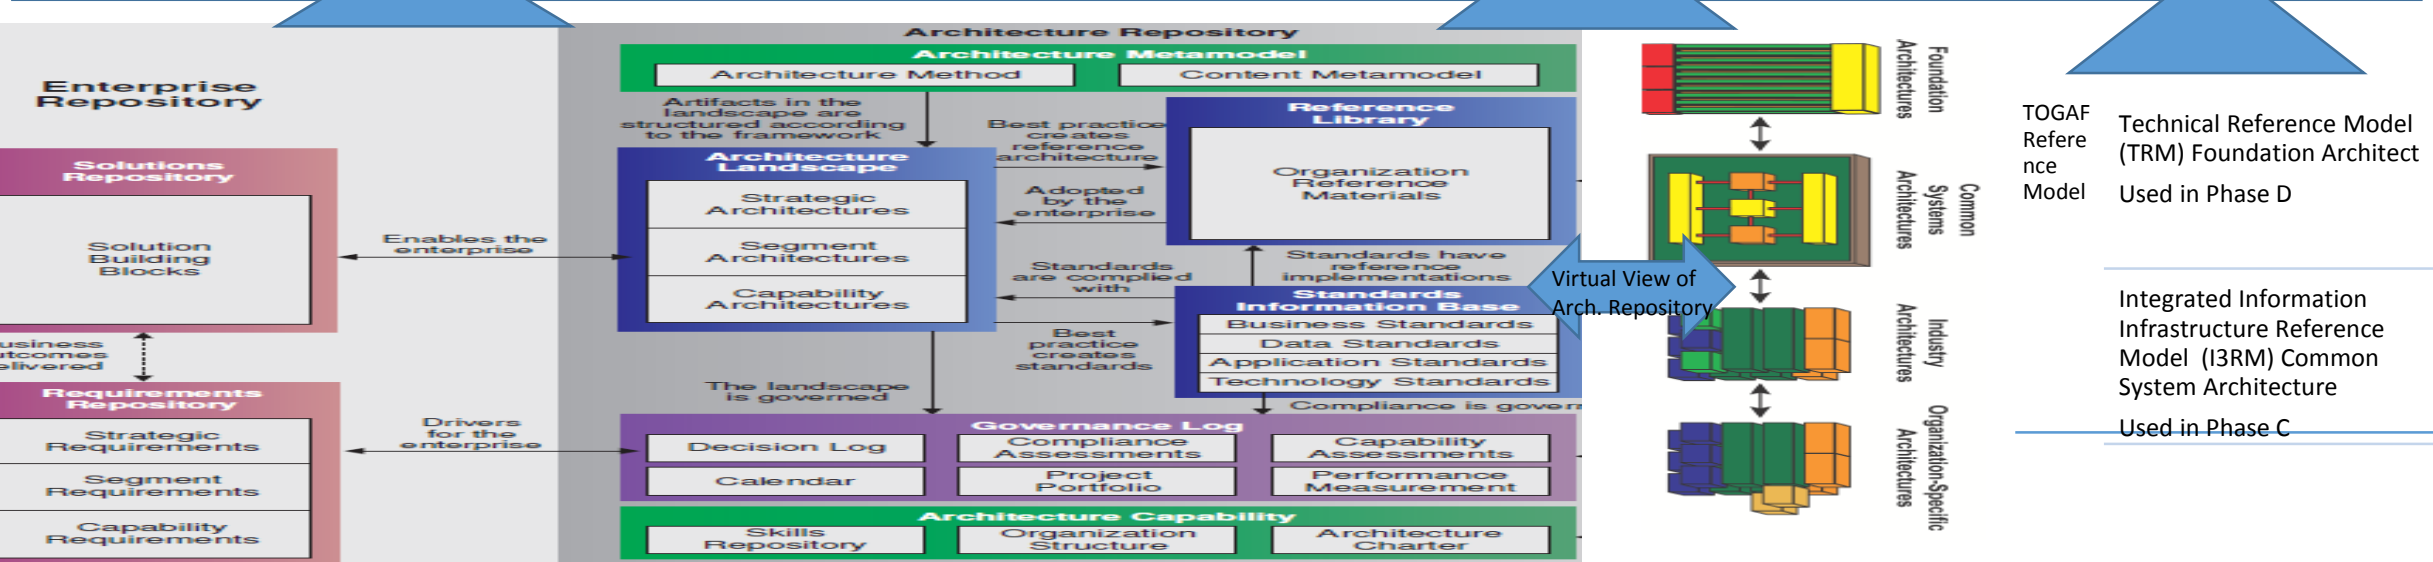 Enterprise
Repository
Solutions
Repository
Solution
Building
Blocks
usiness
utcomes
elivered
Requirements
Repository
Strategic
Requirements
Segment
Requirements
Capability
Requirements
Enables the
enterprise
Drivers
for the
enterprise
Architecture Repository
Architecture Metamodel
Architecture Method
Content Metamodel
Artifacts in the
landscape are
structured according
to the framework
Architecture
Landscape
Strategic
Architectures
Segment
Architectures
Capability
Architectures
Best practice
creates
reference
architecture
Adopted
by the
enterprise
Standards
are complied
with
Best
practice
creates
standards
Reference
Library
Organization
Reference
Materials
Standards have
reference
implementations
Standards
Information Base
Business Standards
Data Standards
Application Standards
Technology Standards
The landscape
is governed
Compliance is govern
Governance Log
Decision Log
Compliance
Assessments
Capability
Assessments
Calendar
Project
Portfolio
Performance
Measurement
Architecture Capability
Skills
Repository
Organization
Structure
Architecture
Charter
Virtual View of
Arch. Repository
Foundation
Architectures
Common
Systems
Architectures
Industry
Architectures
Organization-Specific
Architectures
TOGAF
Refere
nce
Model
Technical Reference Model
(TRM) Foundation Architect
Used in Phase D
Integrated Information
Infrastructure Reference
Model  (I3RM) Common
System Architecture
Used in Phase C